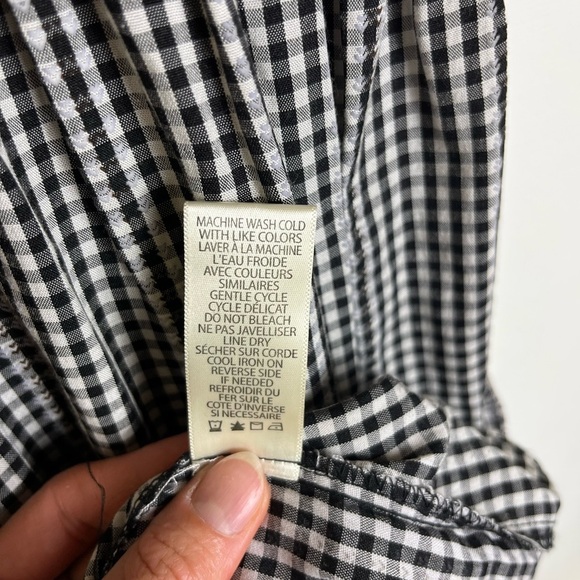 MACHINE WASH COLD
WITH LIKE COLORS
LAVER À LA MACHINE
L'EAU FROIDE
AVEC COULEURS
SIMILAIRES
GENTLE CYCLE
CYCLE DÉLICAT
DO NOT BLEACH
NE PAS JAVELLISER
LINE DRY
SÉCHER SUR CORDE
COOL IRON ON
REVERSE SIDE
IF NEEDED
REFROIDIR DU
FER SUR LE
COTE D'INVERSE
SI NECESSAIRE